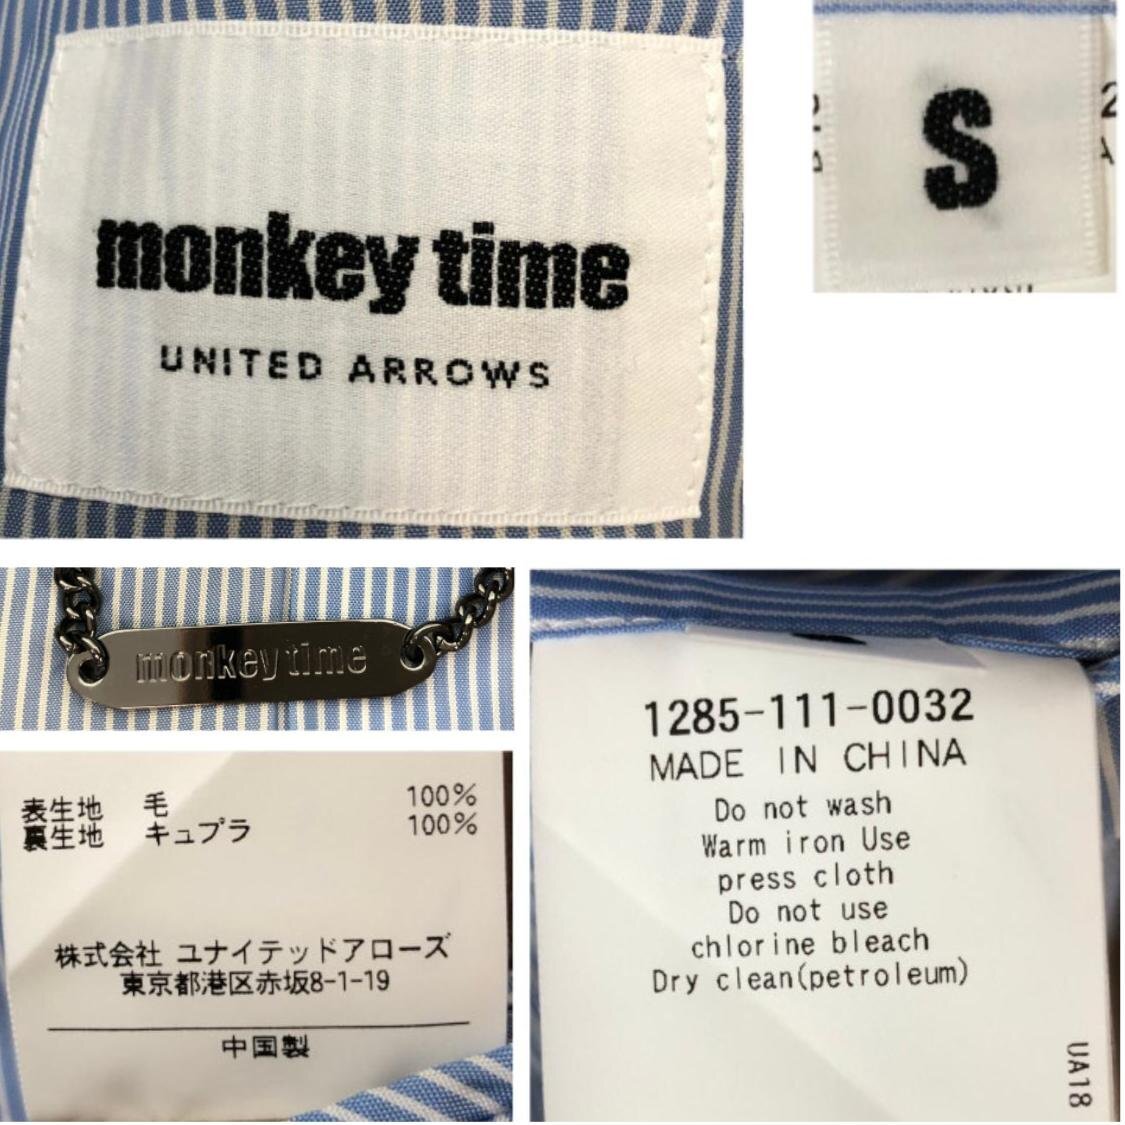 monkey time
UNITED ARROWS
S
monkey time
表生地 毛 100%
裏生地 キュプラ 100%
株式会社 ユナイテッドアローズ
東京都港区赤坂8-1-19
中国製
1285-111-0032
MADE IN CHINA
Do not wash
Warm iron Use
press cloth
Do not use
chlorine bleach
Dry clean(petroleum)
UA18